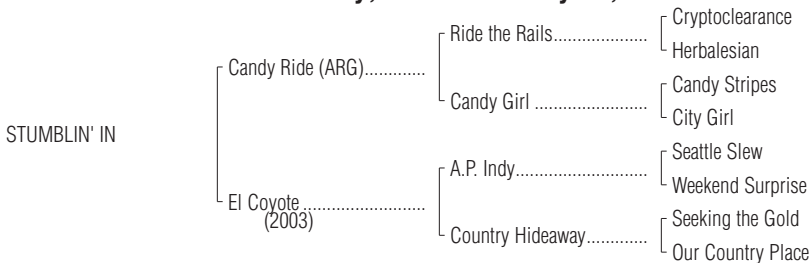 Cryptoclearance
Ride the Rails....................
Herbalesian
Candy Ride (ARG).............
Candy Stripes
Candy Girl ........................
City Girl
STUMBLIN' IN
Seattle Slew
A.P. Indy............................
Weekend Surprise
El Coyote ..........................
(2003)
Seeking the Gold
Country Hideaway.............
Our Country Place